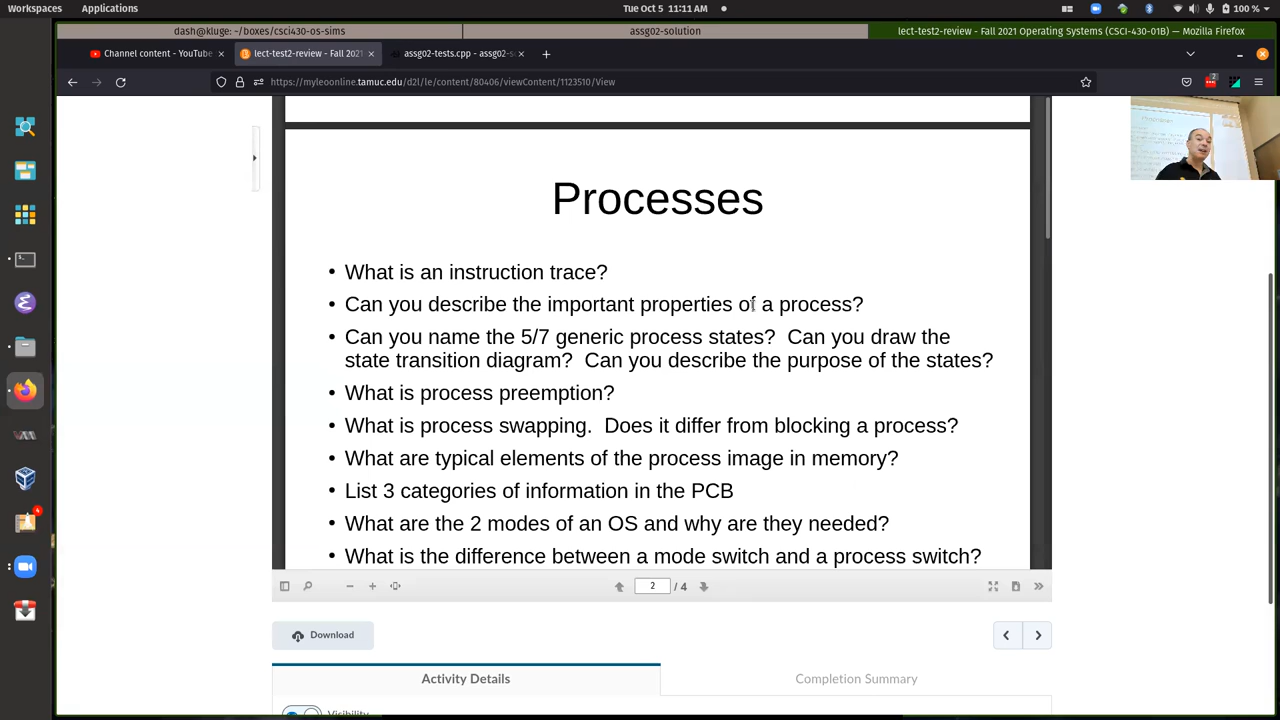 Workspaces Applications Tue Oct 5 11:11 AM 100 %
dash@kluge: ~/boxes/csci430-os-sims assg02-solution lect-test2-review - Fall 2021 Operating Systems (CSCI-430-01B) — Mozilla Firefox
Channel content - YouTube lect-test2-review - Fall 2021 assg02-tests.cpp - assg02-so
https://myleoonline.tamuc.edu/d2l/le/content/80406/viewContent/1123510/View
Processes
• What is an instruction trace?
• Can you describe the important properties of a process?
• Can you name the 5/7 generic process states? Can you draw the
state transition diagram? Can you describe the purpose of the states?
• What is process preemption?
• What is process swapping. Does it differ from blocking a process?
• What are typical elements of the process image in memory?
• List 3 categories of information in the PCB
• What are the 2 modes of an OS and why are they needed?
• What is the difference between a mode switch and a process switch?
2 / 4
Download
Activity Details Completion Summary
Visibility